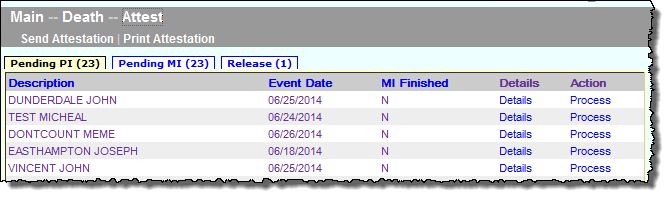 Main -- Death -- Attest
Send Attestation | Print Attestation
Pending PI (23) Pending MI (23) Release (1)
Description Event Date MI Finished Details Action
DUNDERDALE JOHN 06/25/2014 N Details Process
TEST MICHEAL 06/24/2014 N Details Process
DONTCOUNT MEME 06/26/2014 N Details Process
EASTHAMPTON JOSEPH 06/18/2014 N Details Process
VINCENT JOHN 06/25/2014 N Details Process